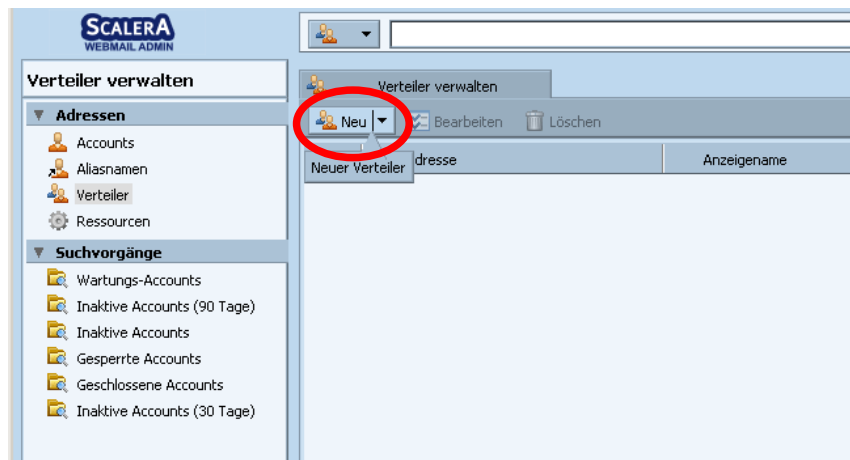 SCALERA
WEBMAIL ADMIN
Verteiler verwalten
Adressen
Accounts
Aliasnamen
Verteiler
Ressourcen
Suchvorgänge
Wartungs-Accounts
Inaktive Accounts (90 Tage)
Inaktive Accounts
Gesperrte Accounts
Geschlossene Accounts
Inaktive Accounts (30 Tage)
Verteiler verwalten
Neu Bearbeiten Löschen
Neuer Verteiler dresse Anzeigename